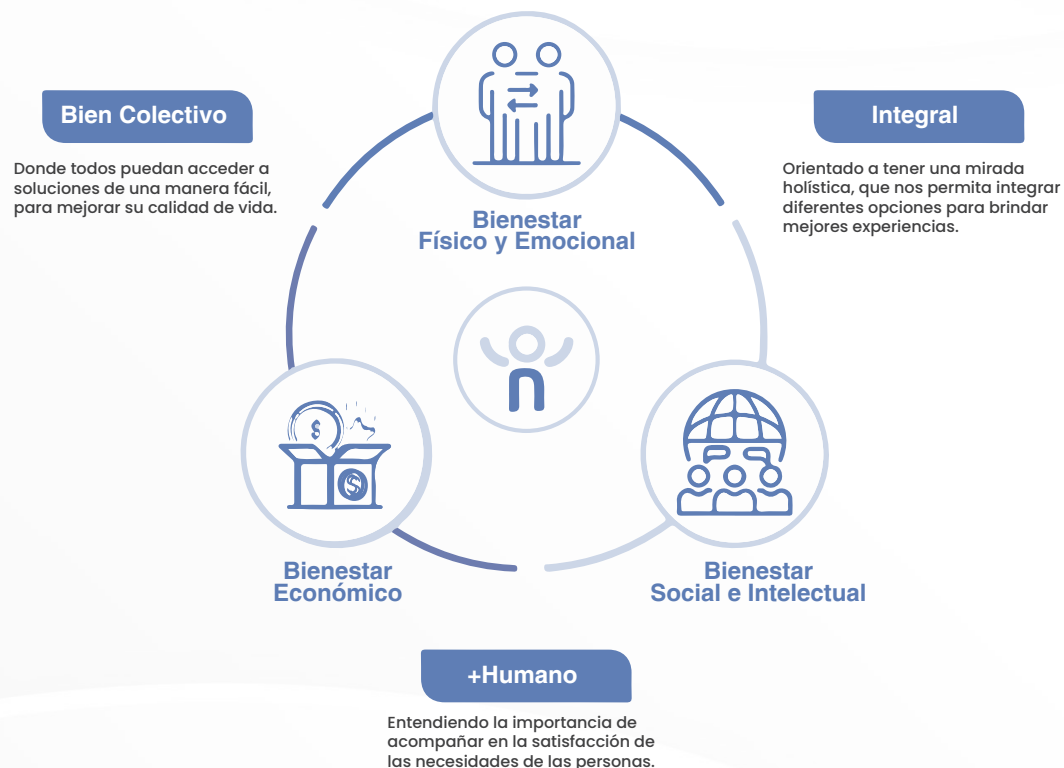 Bien Colectivo
Donde todos puedan acceder a
soluciones de una manera fácil,
para mejorar su calidad de vida.
Integral
Orientado a tener una mirada
holística, que nos permita integrar
diferentes opciones para brindar
mejores experiencias.
Bienestar
Físico y Emocional
$
$
Bienestar
Económico
Bienestar
Social e Intelectual
+Humano
Entendiendo la importancia de
acompañar en la satisfacción de
las necesidades de las personas.